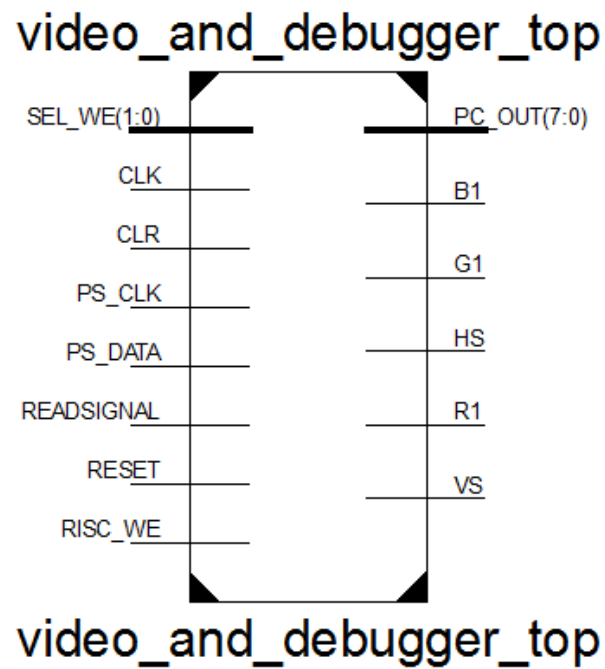 video_and_debugger_top
SEL_WE(1:0)
PC_OUT(7:0)
CLK
B1
CLR
G1
PS_CLK
HS
PS_DATA
READSIGNAL
R1
RESET
VS
RISC_WE
video_and_debugger_top